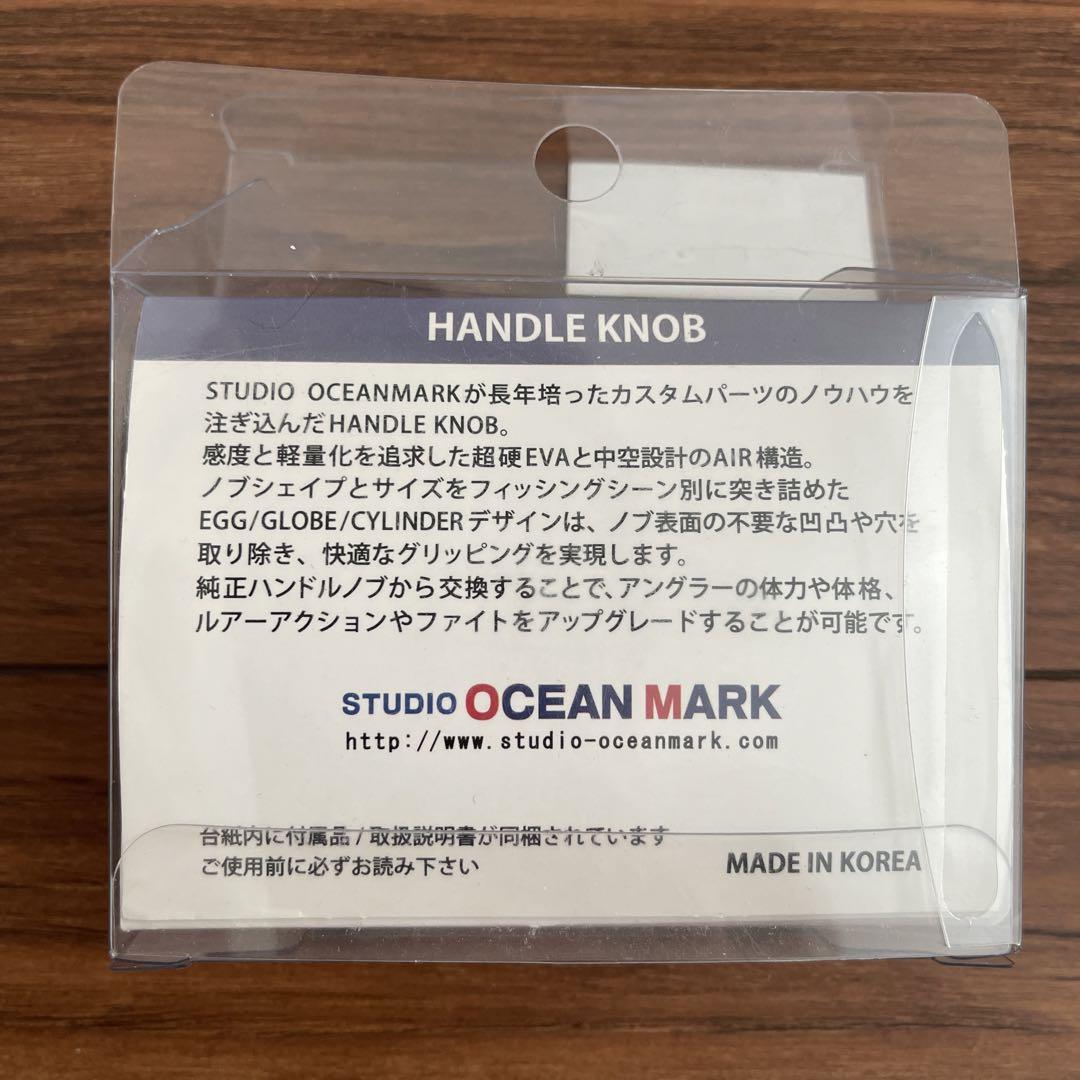 HANDLE KNOB
STUDIO OCEANMARKが長年培ったカスタムパーツのノウハウを
注ぎ込んだHANDLE KNOB。
感度と軽量化を追求した超硬EVAと中空設計のAIR構造。
ノブシェイプとサイズをフィッシングシーン別に突き詰めた
EGG/GLOBE/CYLINDERデザインは、ノブ表面の不要な凹凸や穴を
取り除き、快適なグリッピングを実現します。
純正ハンドルノブから交換することで、アングラーの体力や体格、
ルアーアクションやファイトをアップグレードすることが可能です。
STUDIO OCEAN MARK
http://www.studio-oceanmark.com
台紙内に付属品/取扱説明書が同梱されています
ご使用前に必ずお読み下さい
MADE IN KOREA